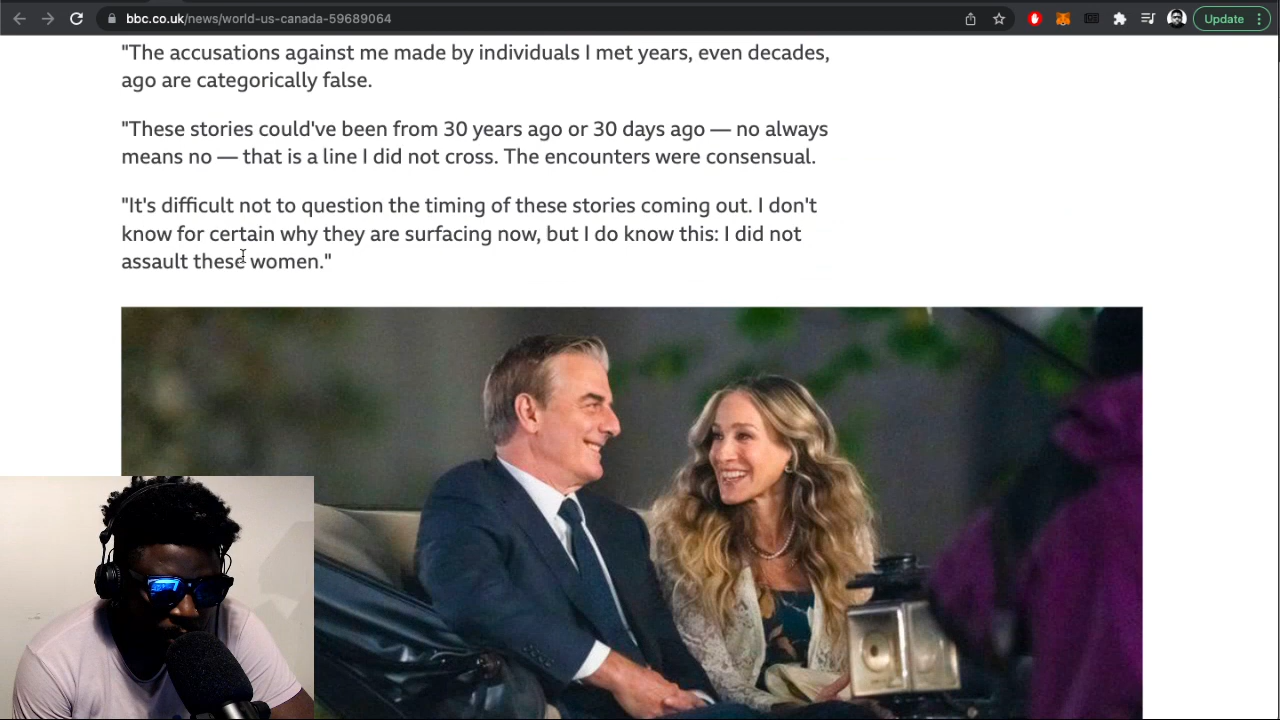 bbc.co.uk/news/world-us-canada-59689064
Update
"The accusations against me made by individuals I met years, even decades,
ago are categorically false.
"These stories could've been from 30 years ago or 30 days ago — no always
means no — that is a line I did not cross. The encounters were consensual.
"It's difficult not to question the timing of these stories coming out. I don't
know for certain why they are surfacing now, but I do know this: I did not
assault these women."